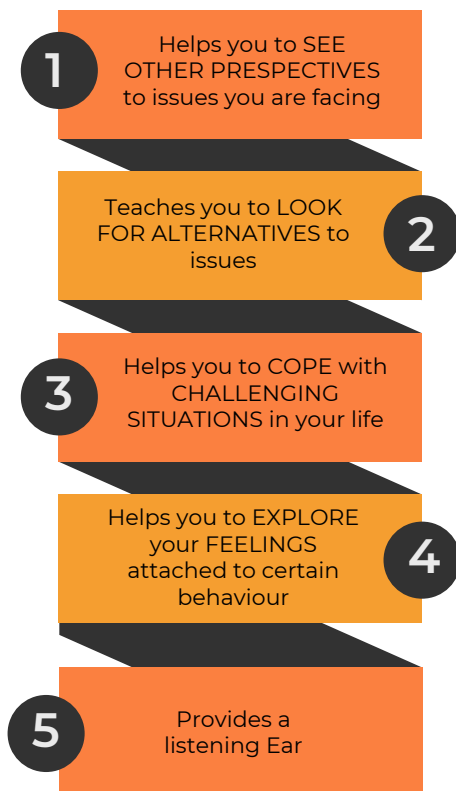 1
Helps you to SEE
OTHER PRESPECTIVES
to issues you are facing
Teaches you to LOOK
FOR ALTERNATIVES to
issues
2
3
Helps you to COPE with
CHALLENGING
SITUATIONS in your life
Helps you to EXPLORE
your FEELINGS
attached to certain
behaviour
4
5
Provides a
listening Ear